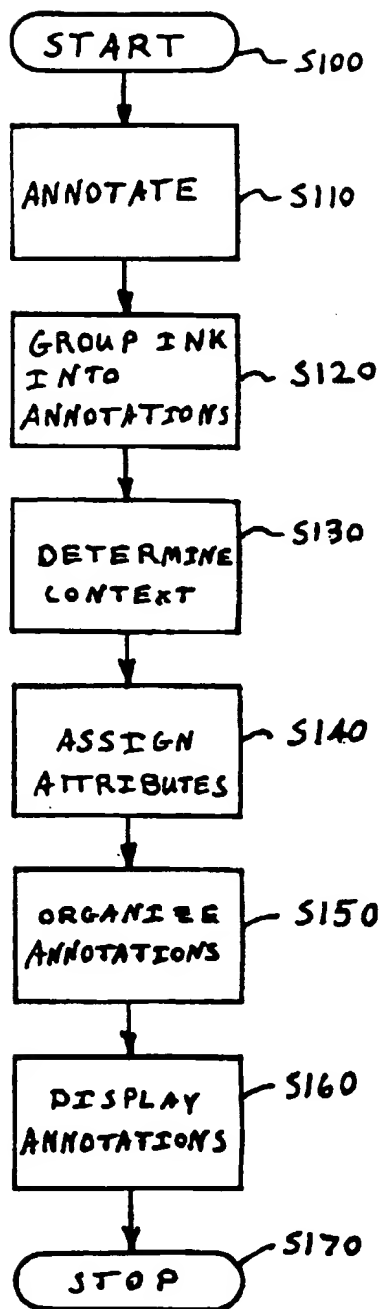 START
S100
ANNOTATE
S110
GROUP INK
INTO
ANNOTATIONS
S120
DETERMINE
CONTEXT
S130
ASSIGN
ATTRIBUTES
S140
ORGANIZE
ANNOTATIONS
S150
DISPLAY
ANNOTATIONS
S160
STOP
S170